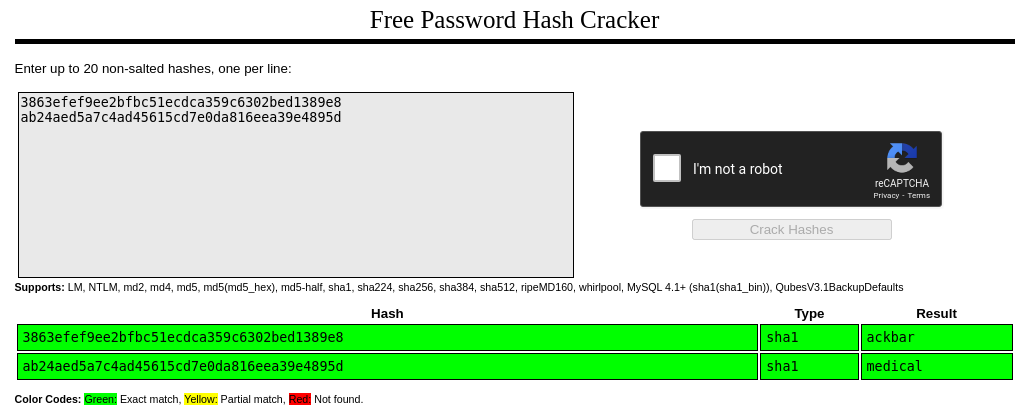 Free Password Hash Cracker
Enter up to 20 non-salted hashes, one per line:
3863efef9ee2bfbc51ecdca359c6302bed1389e8
ab24aed5a7c4ad45615cd7e0da816eea39e4895d
I'm not a robot
reCAPTCHA
Privacy - Terms
Crack Hashes
Supports: LM, NTLM, md2, md4, md5, md5(md5_hex), md5-half, sha1, sha224, sha256, sha384, sha512, ripeMD160, whirlpool, MySQL 4.1+ (sha1(sha1_bin)), QubesV3.1BackupDefaults
Hash Type Result
3863efef9ee2bfbc51ecdca359c6302bed1389e8 sha1 ackbar
ab24aed5a7c4ad45615cd7e0da816eea39e4895d sha1 medical
Color Codes: Green: Exact match, Yellow: Partial match, Red: Not found.